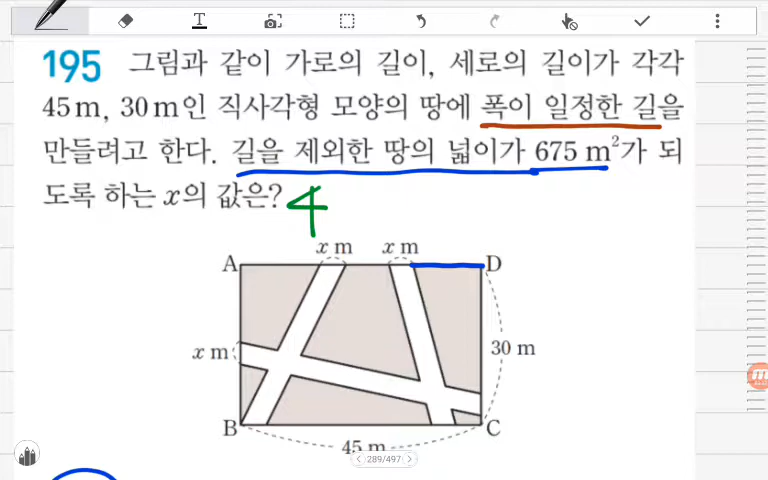 T
195 그림과 같이 가로의 길이, 세로의 길이가 각각
45 m, 30 m인 직사각형 모양의 땅에 폭이 일정한 길을
만들려고 한다. 길을 제외한 땅의 넓이가 675 m²가 되
도록 하는 x의 값은? 4
x m x m
A D
x m 30 m
B C
45 m
289/497
11